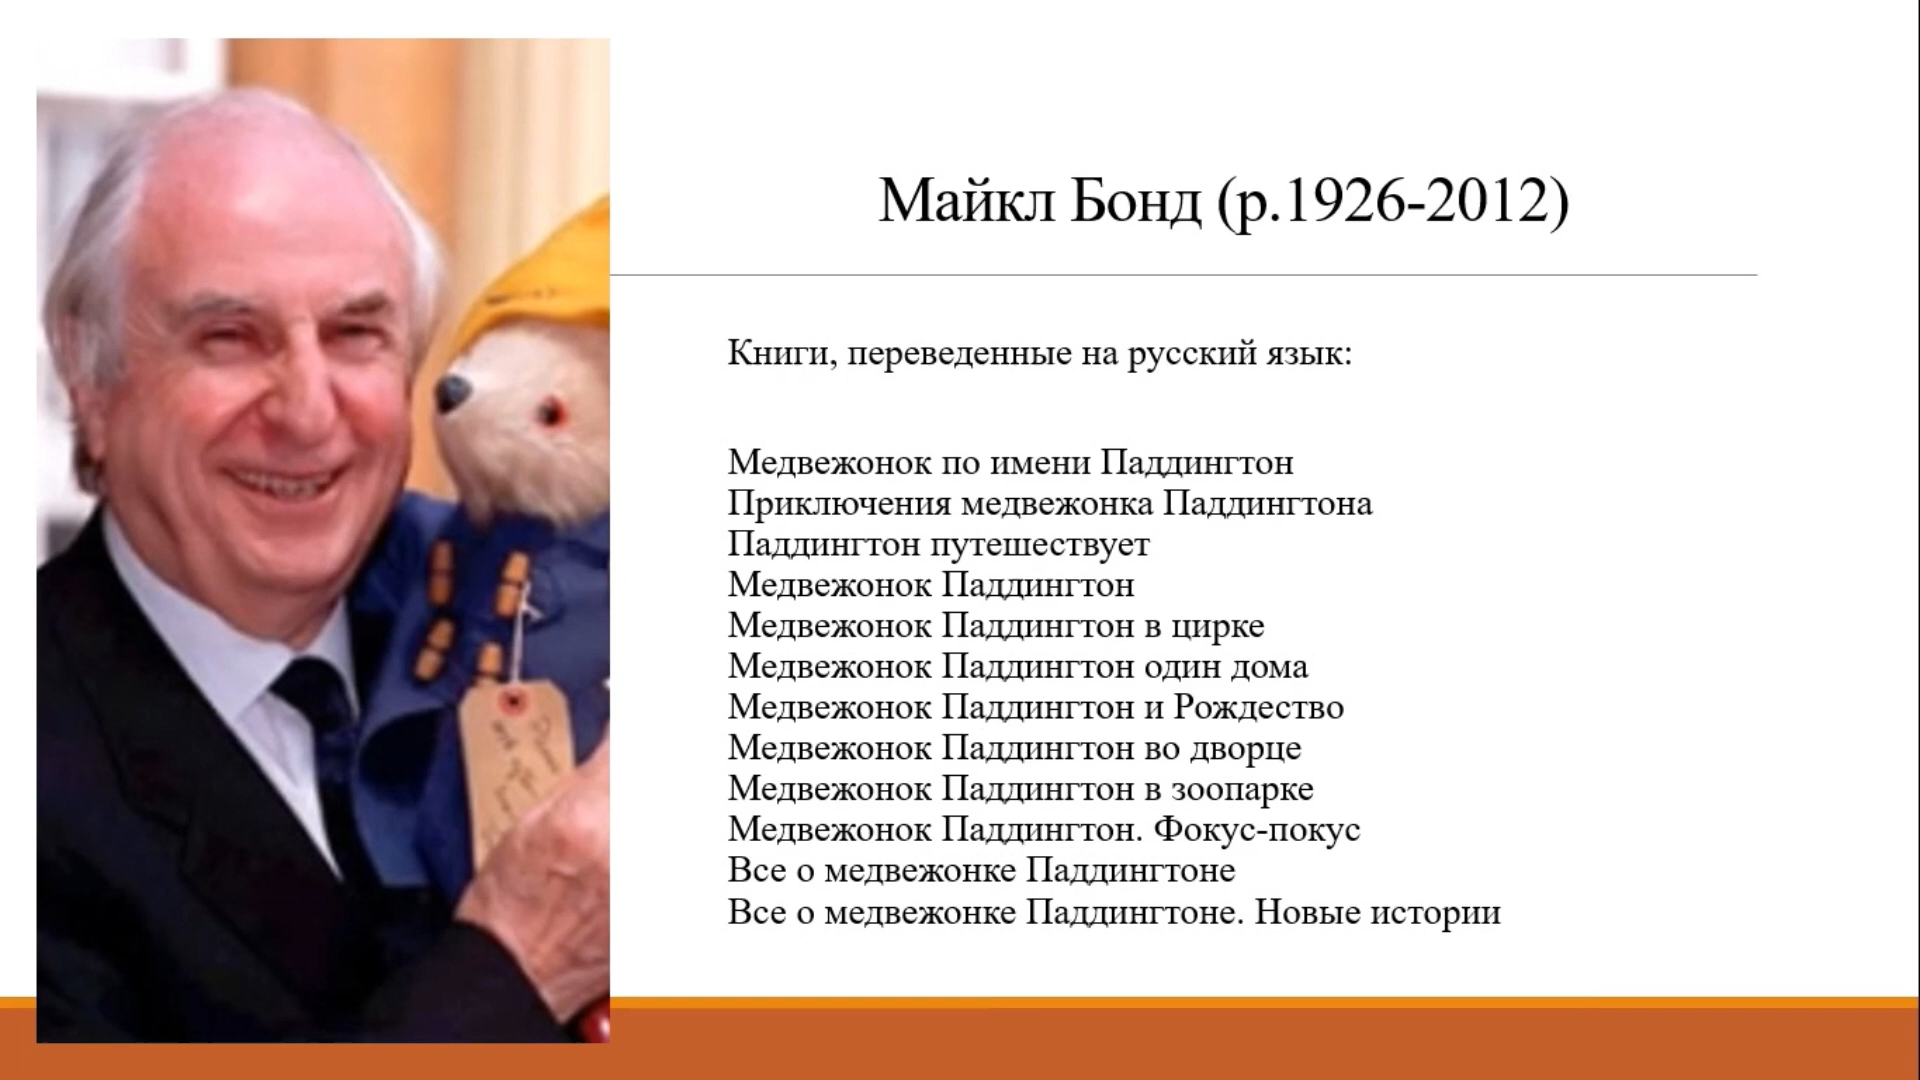 Майкл Бонд (р.1926-2012)
Книги, переведенные на русский язык:
Медвежонок по имени Паддингтон
Приключения медвежонка Паддингтона
Паддингтон путешествует
Медвежонок Паддингтон
Медвежонок Паддингтон в цирке
Медвежонок Паддингтон один дома
Медвежонок Паддингтон и Рождество
Медвежонок Паддингтон во дворце
Медвежонок Паддингтон в зоопарке
Медвежонок Паддингтон. Фокус-покус
Все о медвежонке Паддингтоне
Все о медвежонке Паддингтоне. Новые истории